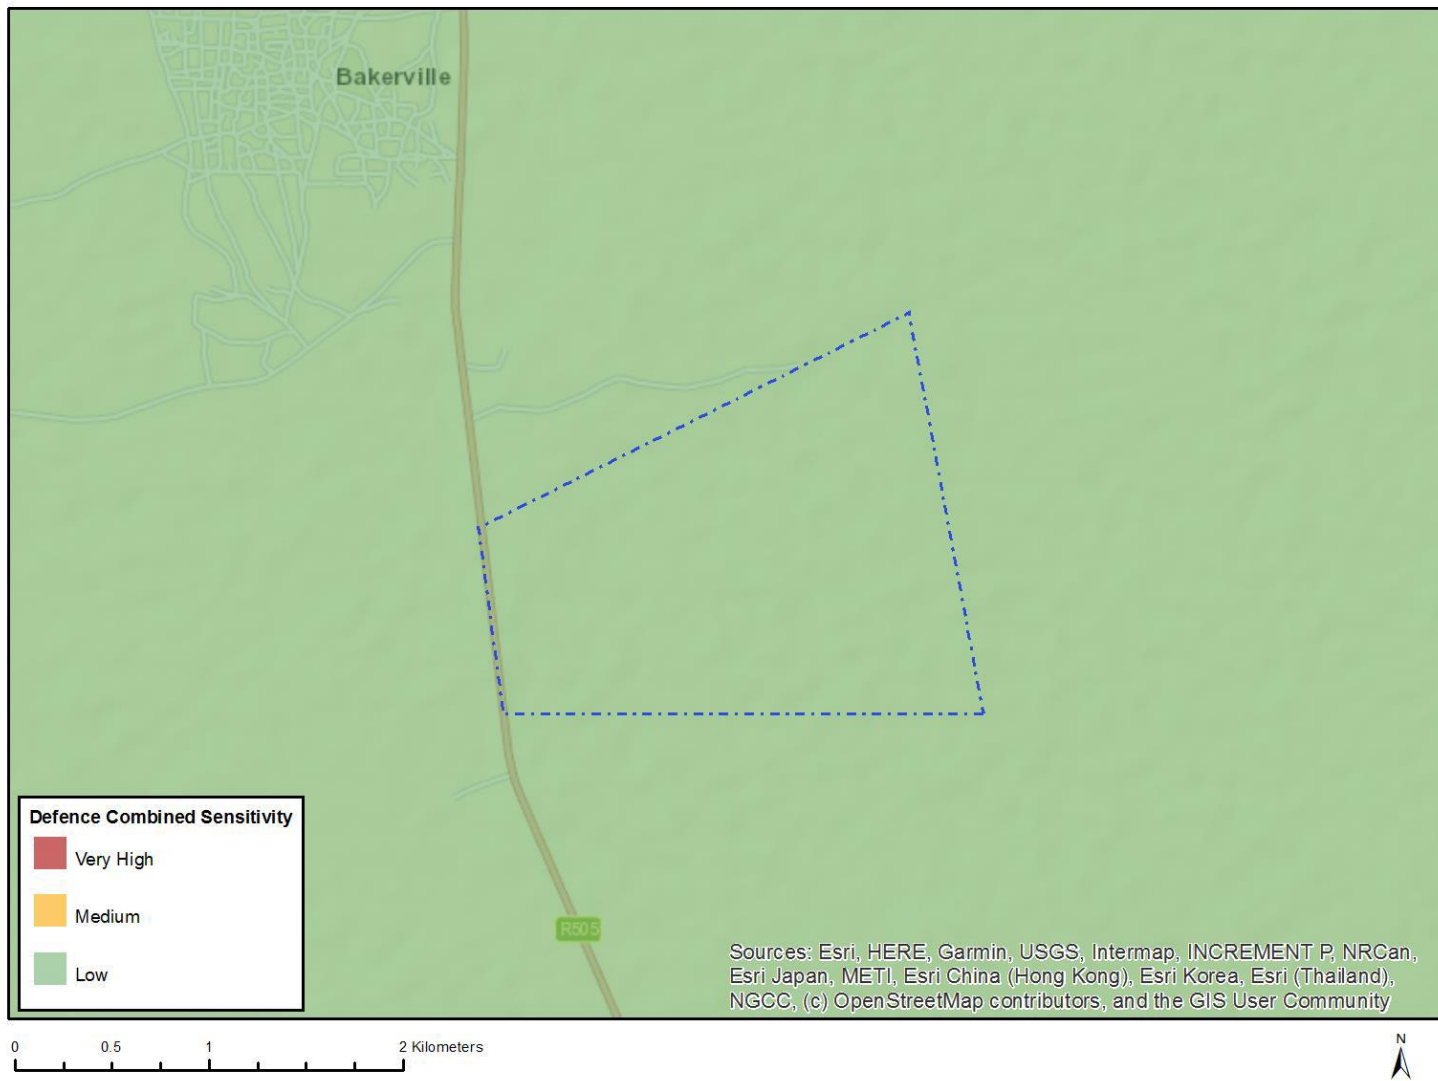 Bakerville
R505
Defence Combined Sensitivity
Very High
Medium
Low
Sources: Esri, HERE, Garmin, USGS, Intermap, INCREMENT P, NRCan,
Esri Japan, METI, Esri China (Hong Kong), Esri Korea, Esri (Thailand),
NGCC, (c) OpenStreetMap contributors, and the GIS User Community
0 0.5 1 2 Kilometers
N